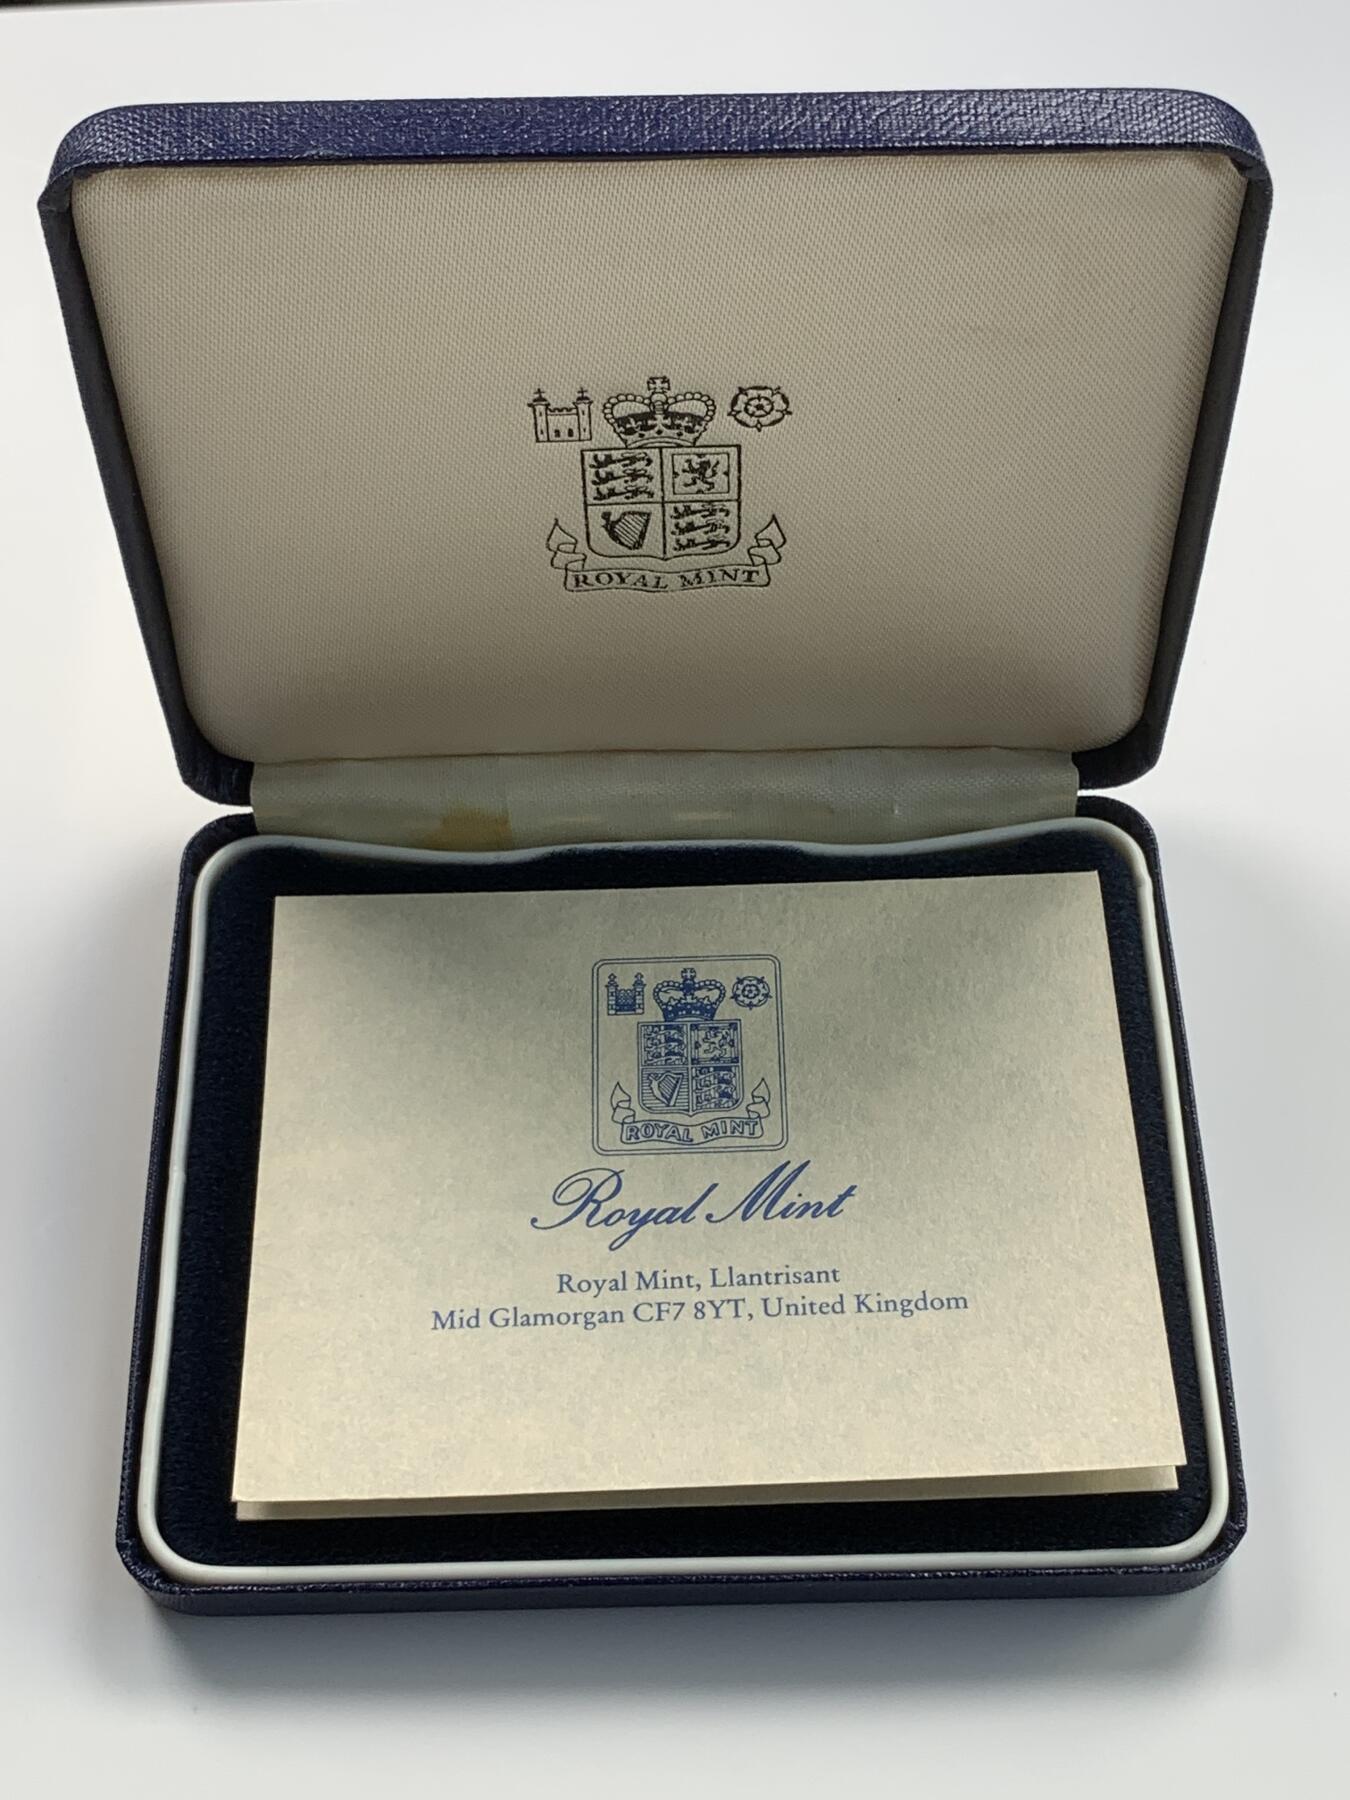 ROYAL MINT
ROYAL MINT
Royal Mint
Royal Mint, Llantrisant
Mid Glamorgan CF7 8YT, United Kingdom